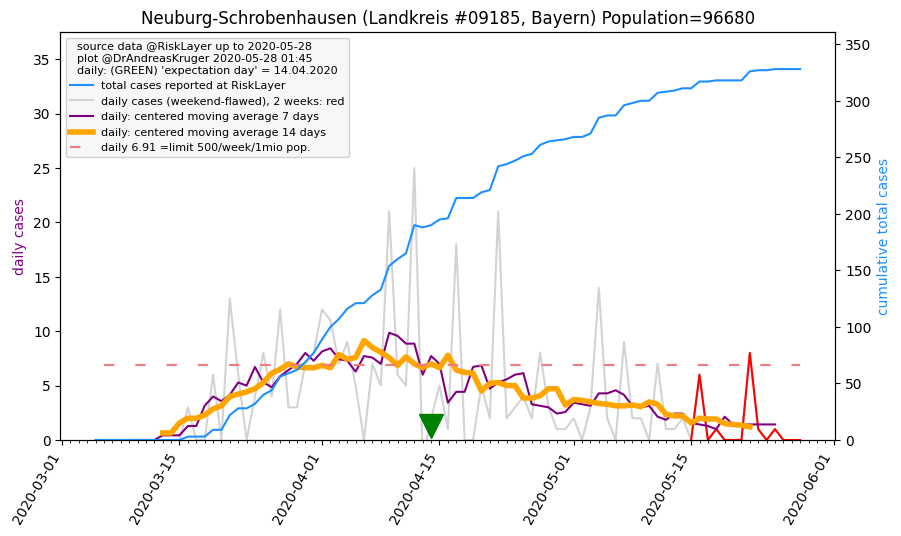 Neuburg-Schrobenhausen (Landkreis #09185, Bayern) Population=96680
source data @RiskLayer up to 2020-05-28
plot @DrAndreasKruger 2020-05-28 01:45
daily: (GREEN) 'expectation day' = 14.04.2020
total cases reported at RiskLayer
daily cases (weekend-flawed), 2 weeks: red
daily: centered moving average 7 days
daily: centered moving average 14 days
daily 6.91 =limit 500/week/1mio pop.
daily cases
35
30
25
20
15
10
5
0
cumulative total cases
350
300
250
200
150
100
50
0
2020-03-01
2020-03-15
2020-04-01
2020-04-15
2020-05-01
2020-05-15
2020-06-01